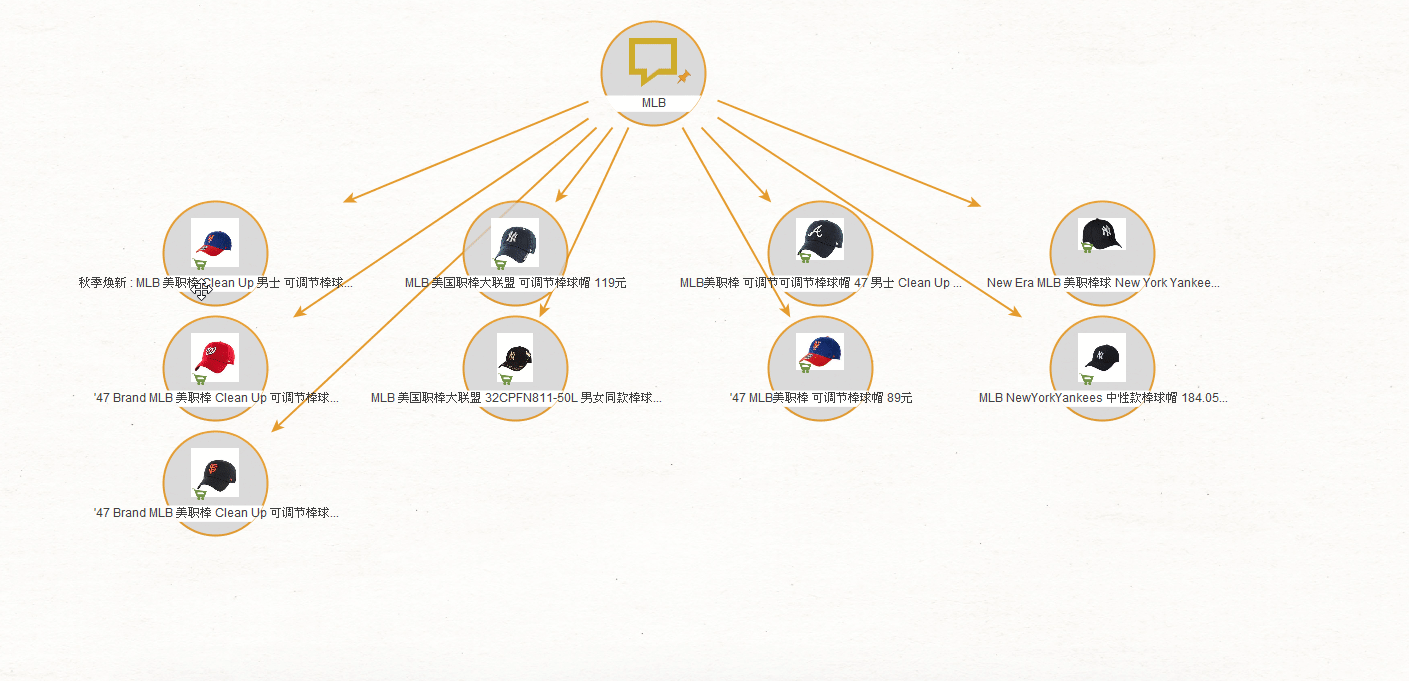 MLB
秋季焕新 : MLB 美职棒 Clean Up 男士 可调节棒球...
MLB 美国职棒大联盟 可调节棒球帽 119元
MLB美职棒 可调节可调节棒球帽 47 男士 Clean Up ...
New Era MLB 美职棒球 New York Yankee...
'47 Brand MLB 美职棒 Clean Up 可调节棒球...
MLB 美国职棒大联盟 32CPFN811-50L 男女同款棒球...
'47 MLB美职棒 可调节棒球帽 89元
MLB NewYorkYankees 中性款棒球帽 184.05...
'47 Brand MLB 美职棒 Clean Up 可调节棒球...